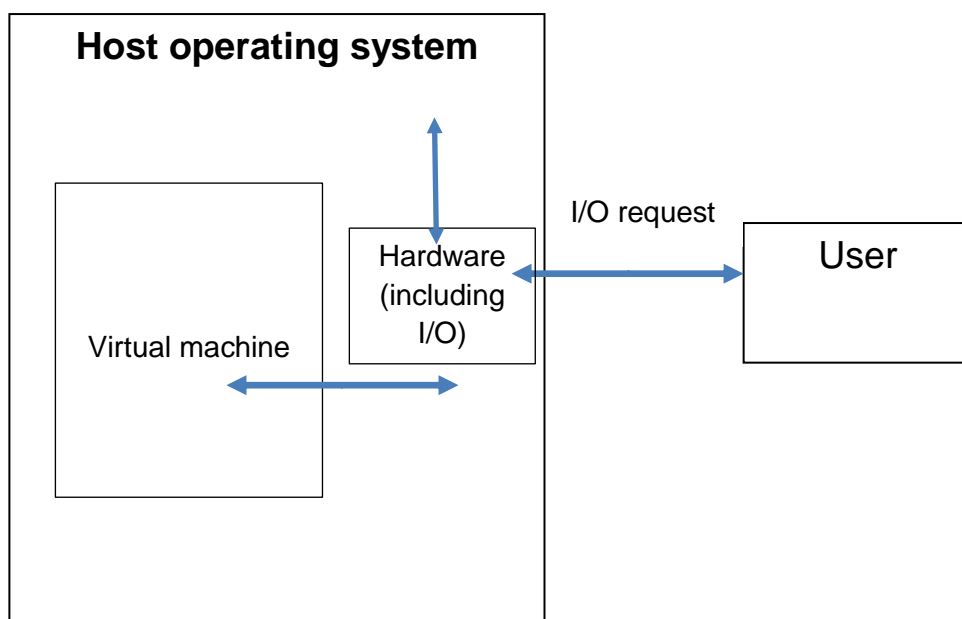 Host operating system
I/O request
User
Hardware
(including
I/O)
Virtual machine